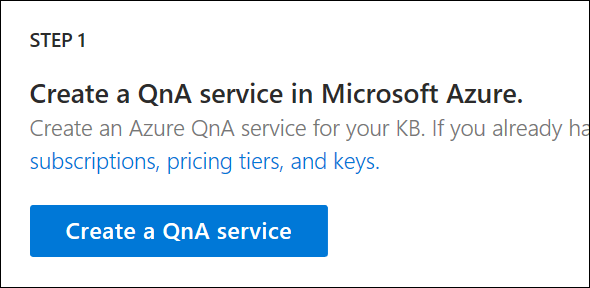 STEP 1
Create a QnA service in Microsoft Azure.
Create an Azure QnA service for your KB. If you already ha
subscriptions, pricing tiers, and keys.
Create a QnA service